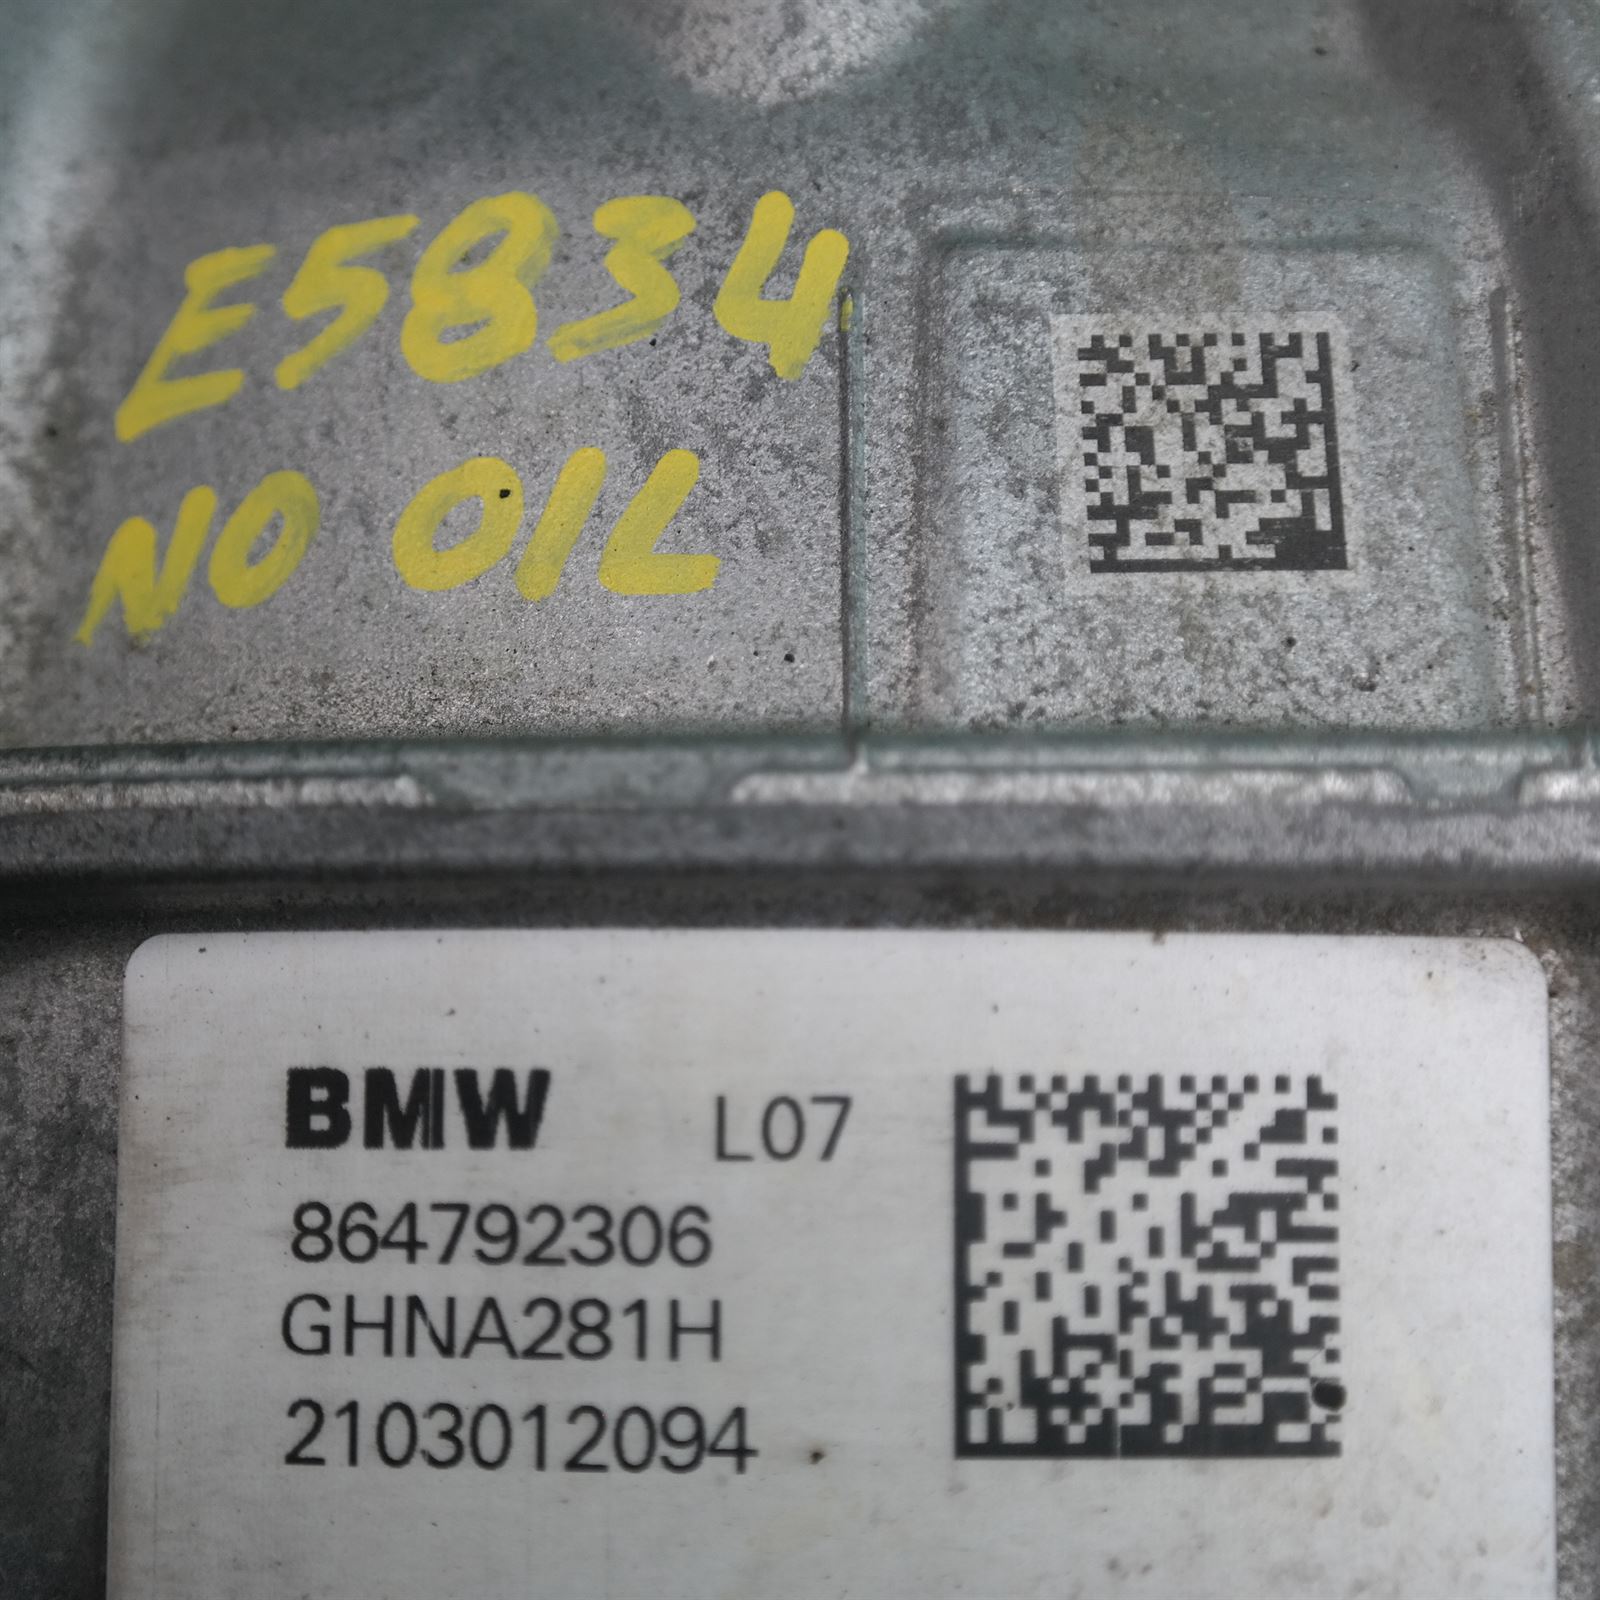 E5834
NO OIL
BMW L07
864792306
GHNA281H
2103012094